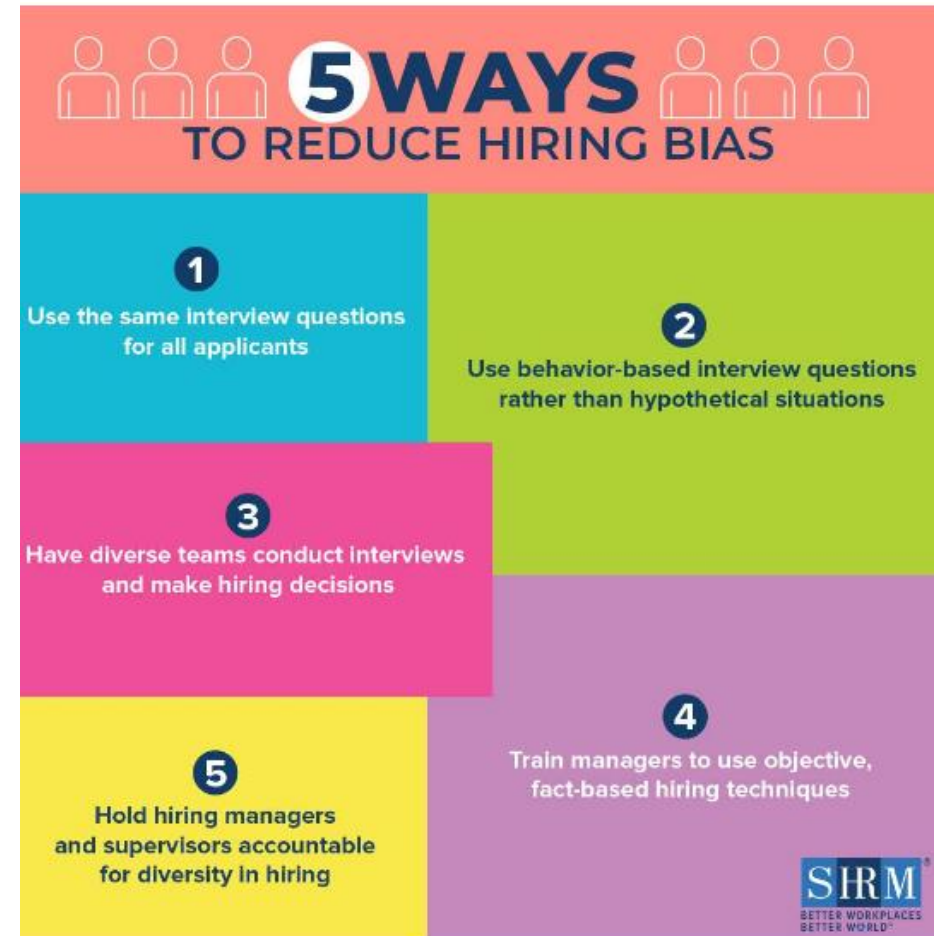 5 WAYS
TO REDUCE HIRING BIAS
1
Use the same interview questions
for all applicants
2
Use behavior-based interview questions
rather than hypothetical situations
3
Have diverse teams conduct interviews
and make hiring decisions
4
Train managers to use objective,
fact-based hiring techniques
5
Hold hiring managers
and supervisors accountable
for diversity in hiring
SHRM®
BETTER WORKPLACES
BETTER WORLD™